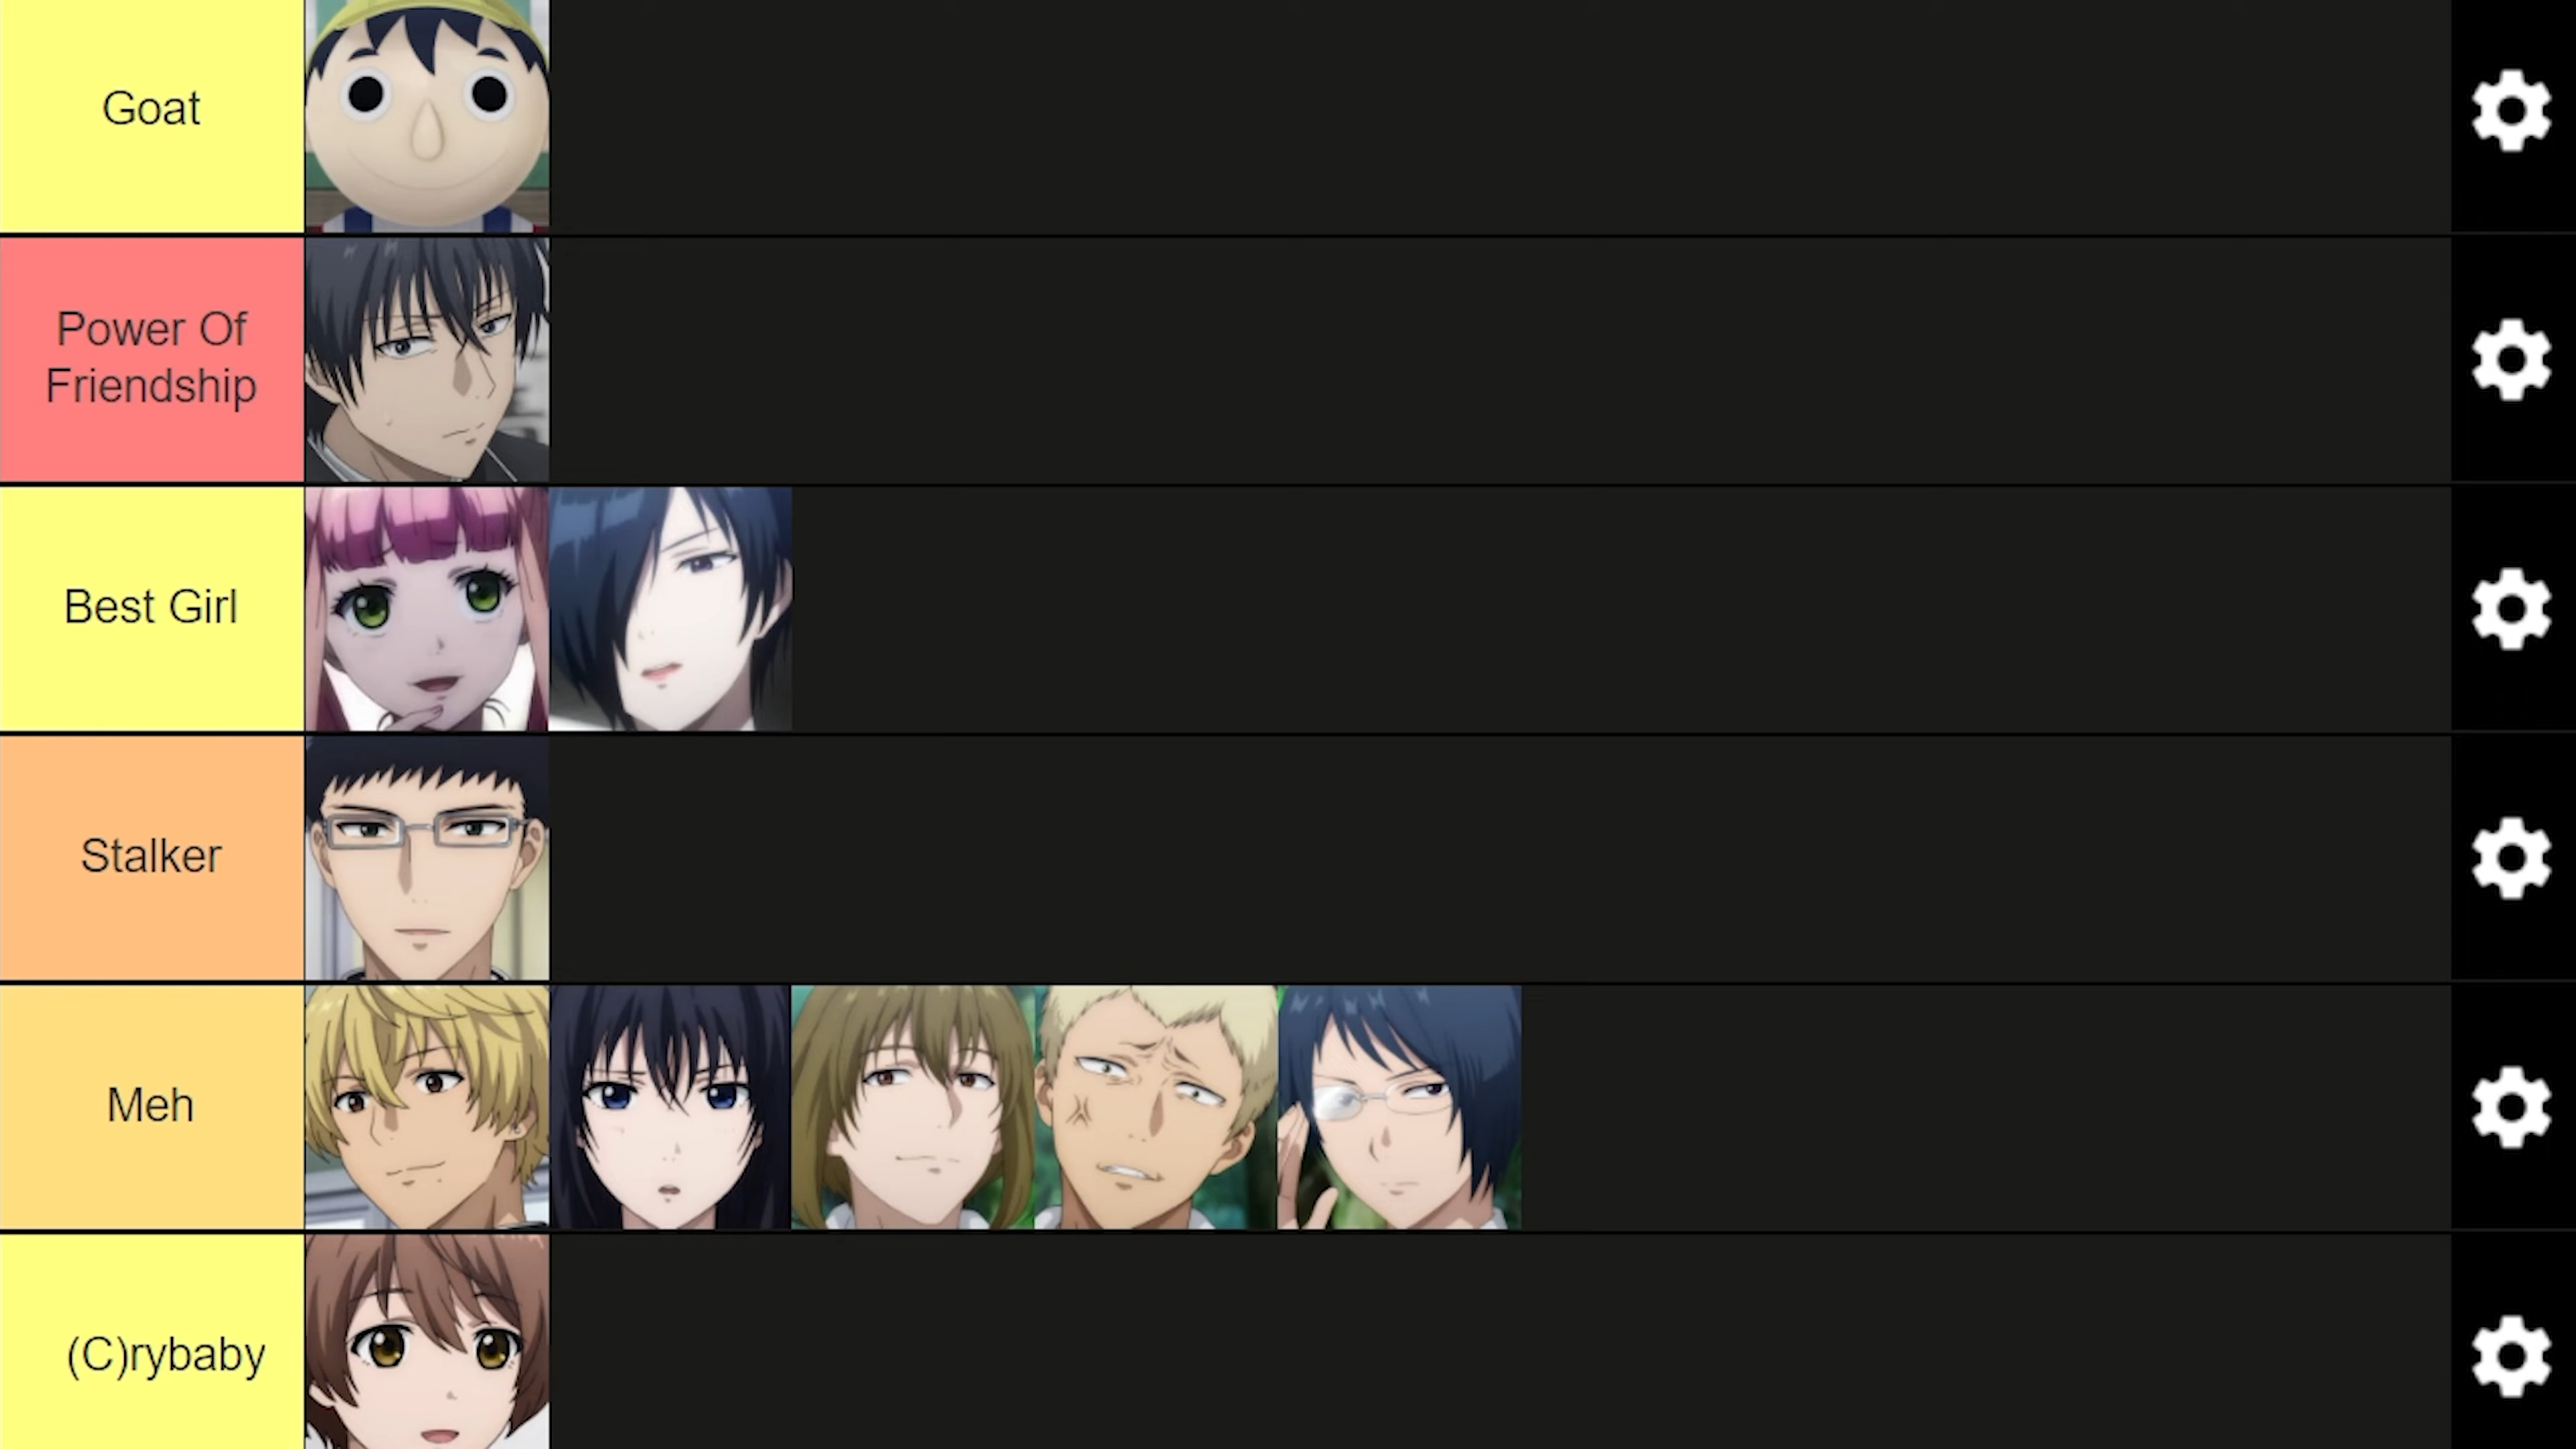 Goat
Power Of
Friendship
Best Girl
Stalker
Meh
(C)rybaby